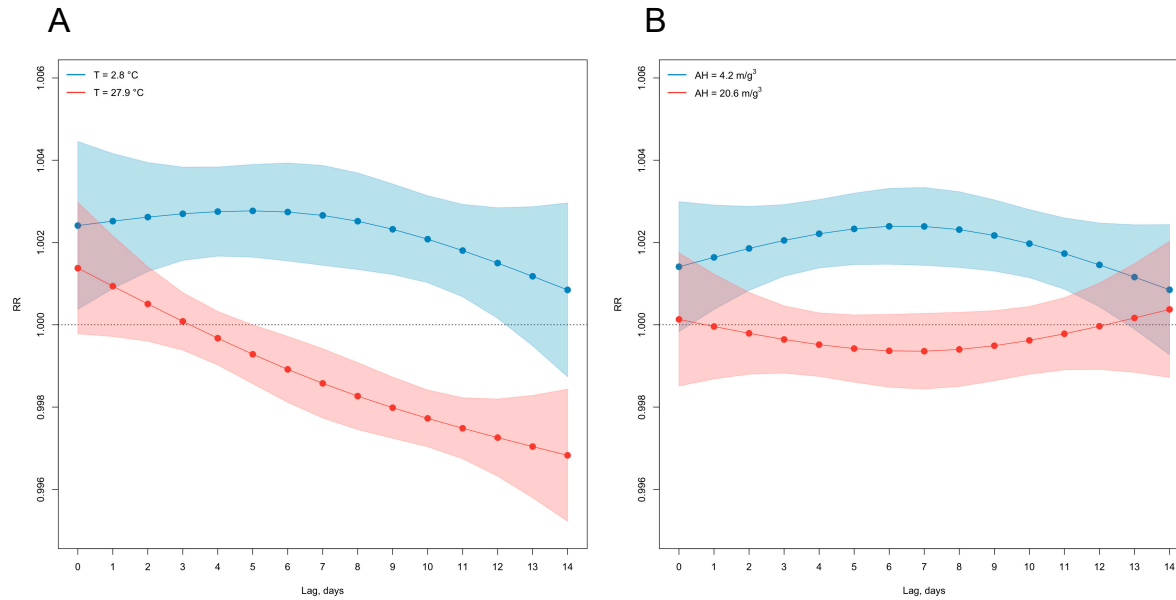 A
T = 2.8 °C
T = 27.9 °C
RR
1.006
1.004
1.002
1.000
0.998
0.996
0 1 2 3 4 5 6 7 8 9 10 11 12 13 14
Lag, days
B
AH = 4.2 m/g³
AH = 20.6 m/g³
RR
1.006
1.004
1.002
1.000
0.998
0.996
0 1 2 3 4 5 6 7 8 9 10 11 12 13 14
Lag, days